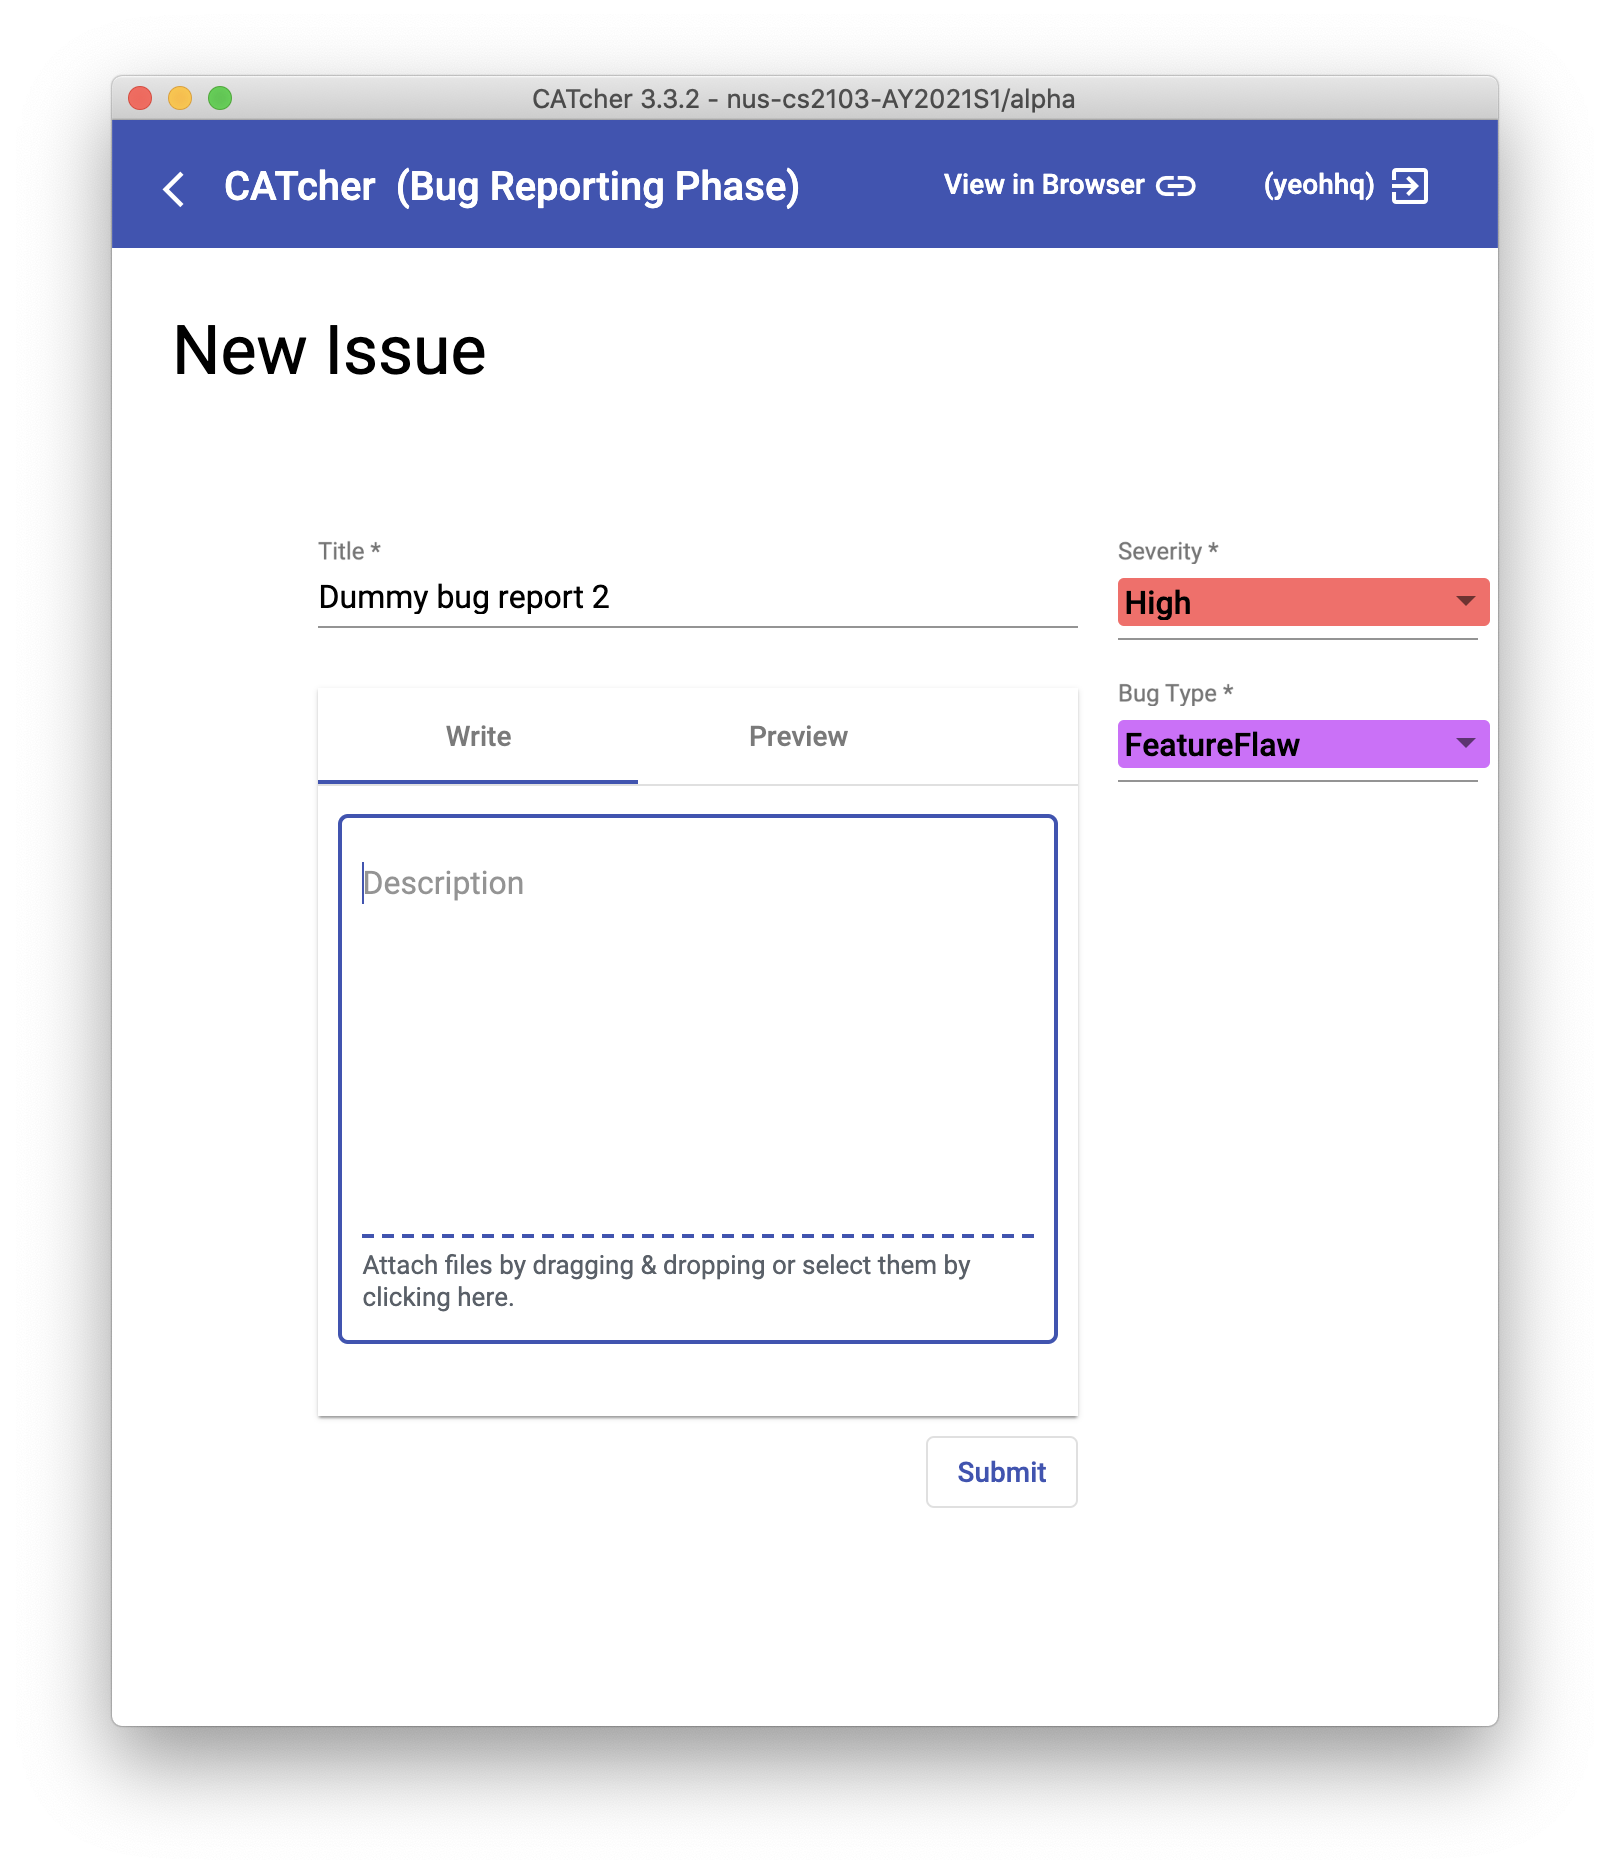 CATcher 3.3.2 - nus-cs2103-AY2021S1/alpha
CATcher (Bug Reporting Phase)
View in Browser
(yeohhq)
New Issue
Title *
Dummy bug report 2
Severity *
High
Bug Type *
FeatureFlaw
Write
Preview
Description
Attach files by dragging & dropping or select them by
clicking here.
Submit